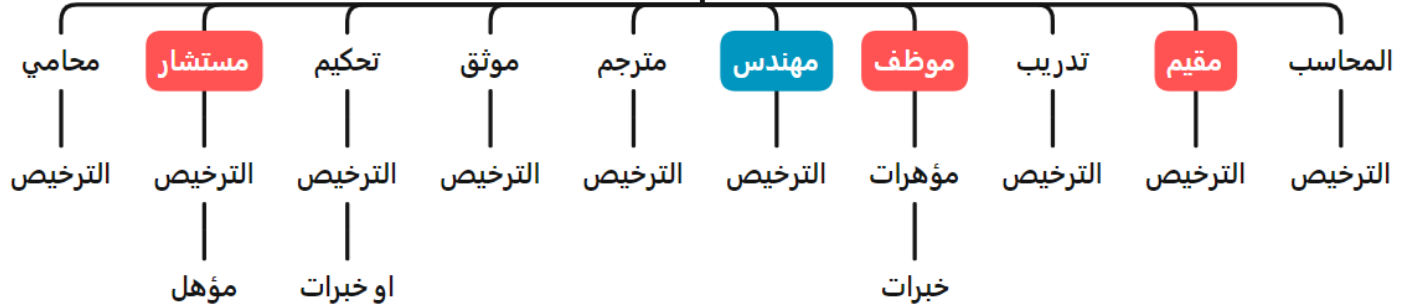 المحاسب
مقيم
تدريب
موظف
مهندس
مترجم
موثق
تحكيم
مستشار
محامي
الترخيص
الترخيص
الترخيص
مؤهرات
الترخيص
الترخيص
الترخيص
الترخيص
الترخيص
الترخيص
خبرات
او خبرات
مؤهل